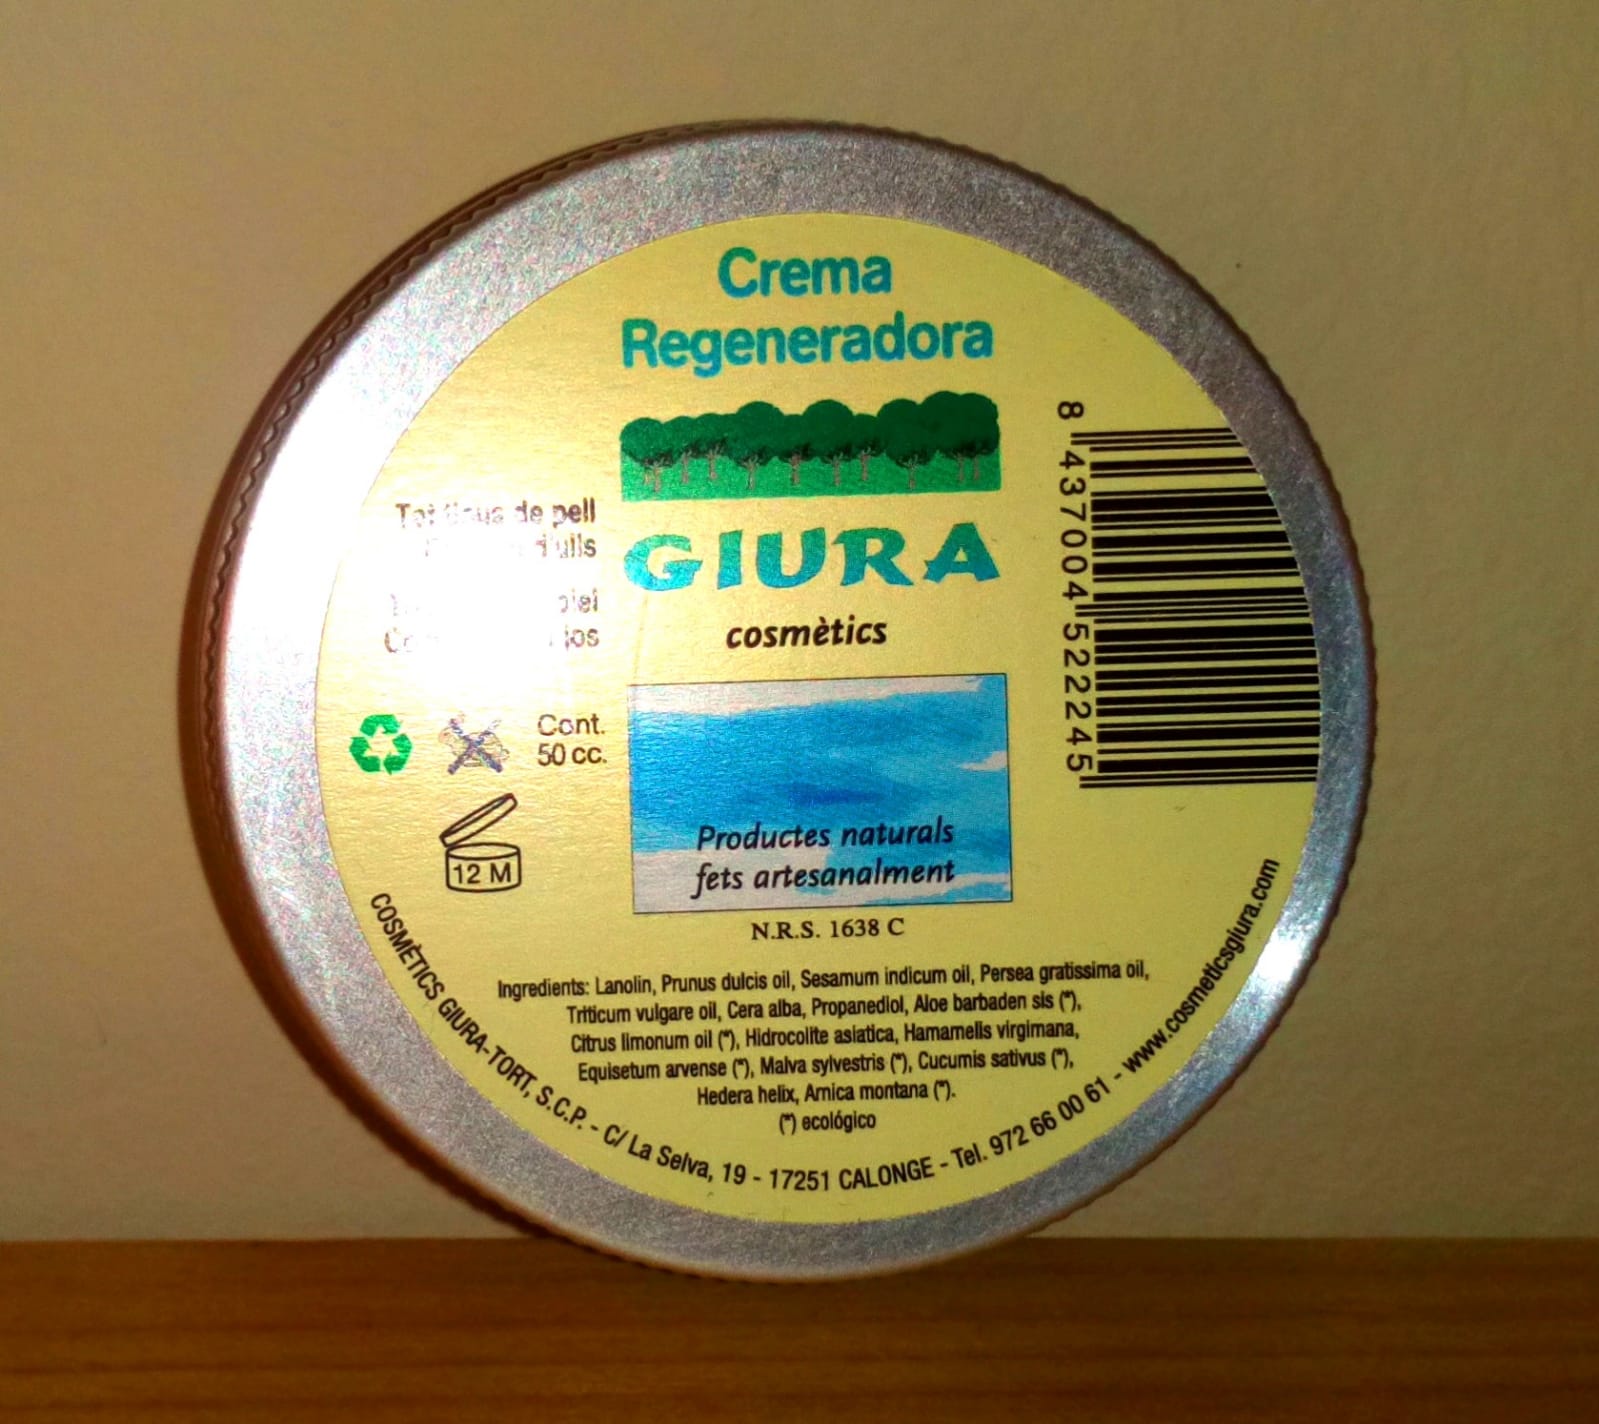 Crema
Regeneradora
GIURA
cosmètics
de pell
d'ulls
Cont.
50 cc.
12 M
Productes naturals
fets artesanalment
N.R.S. 1638 C
Ingredients: Lanolin, Prunus dulcis oil, Sesamum indicum oil, Persea gratissima oil,
Triticum vulgare oil, Cera alba, Propanediol, Aloe barbaden sis (*),
Citrus limonum oil (*), Hidrocolite asiatica, Hamamelis virgimana,
Equisetum arvense (*), Malva sylvestris (*), Cucumis sativus (*),
Hedera helix, Arnica montana (*).
(*) ecológico
COSMÈTICS GIURA-TORT, S.C.P. - C/ La Selva, 19 - 17251 CALONGE - Tel. 972 66 00 61 - www.cosmeticsgiura.com
8 437004 522245